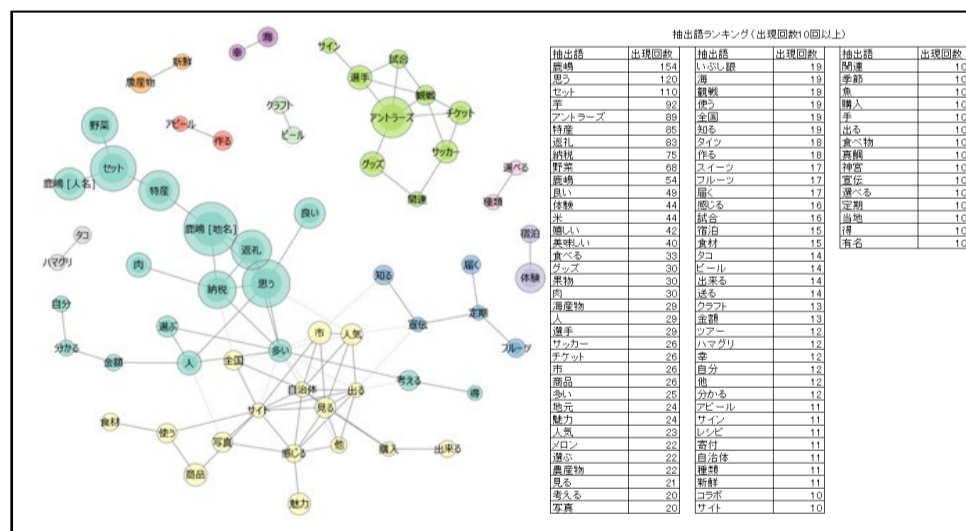 抽出語ランキング(出現回数10回以上)
抽出語 出現回数 抽出語 出現回数 抽出語 出現回数
鹿嶋 154 いぶし銀 19 関連 10
思う 120 海 19 季節 10
セット 110 観戦 19 魚 10
芋 92 使う 19 購入 10
アントラーズ 89 全国 19 手 10
特産 85 知る 19 出る 10
返礼 83 タイツ 18 食べ物 10
納税 75 作る 18 真鯛 10
野菜 68 スイーツ 17 神宮 10
鹿嶋 54 フルーツ 17 宣伝 10
良い 49 届く 17 選べる 10
体験 44 感じる 16 定期 10
米 44 試合 16 当地 10
嬉しい 42 宿泊 15 得 10
美味しい 40 食材 15 有名 10
食べる 33 タコ 14
グッズ 30 ビール 14
果物 30 出来る 14
肉 30 送る 14
海産物 29 クラフト 13
人 29 金額 13
選手 29 ツアー 12
サッカー 26 ハマグリ 12
チケット 26 幸 12
市 26 自分 12
商品 26 他 12
多い 25 分かる 12
地元 24 アピール 11
魅力 24 サイン 11
人気 23 レシピ 11
メロン 22 寄付 11
選ぶ 22 自治体 11
農産物 22 種類 11
見る 21 新鮮 11
考える 20 コラボ 10
写真 20 サイト 10
海
幸
サイン
新鮮
農産物
試合
選手
観戦
クラフト
ビール
アントラーズ
チケット
野菜
アピール
作る
サッカー
セット
グッズ
選べる
鹿嶋 [人名]
特産
関連
種類
良い
鹿嶋 [地名]
タコ
宿泊
返礼
ハマグリ
肉
知る
届く
体験
納税
思う
自分
定期
選ぶ
宣伝
市
人気
分かる
フルーツ
金額
人
全国
多い
考える
自治体
出る
得
サイト
見る
食材
使う
写真
感じる
他
購入
出来る
商品
魅力